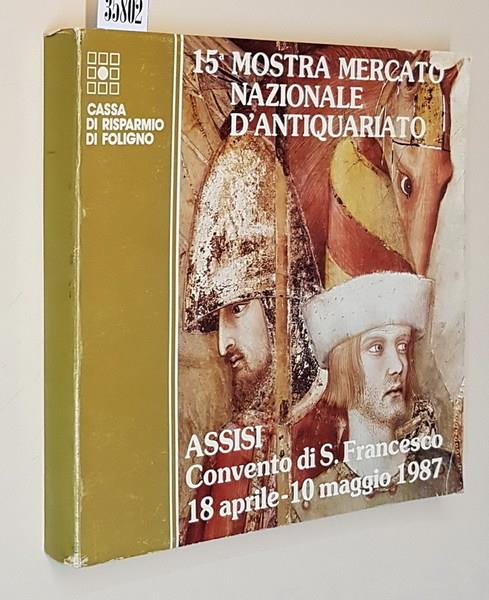 35802
15ª MOSTRA MERCATO
NAZIONALE
D'ANTIQUARIATO
CASSA
DI RISPARMIO
DI FOLIGNO
ASSISI
Convento di S. Francesco
18 aprile-10 maggio 1987